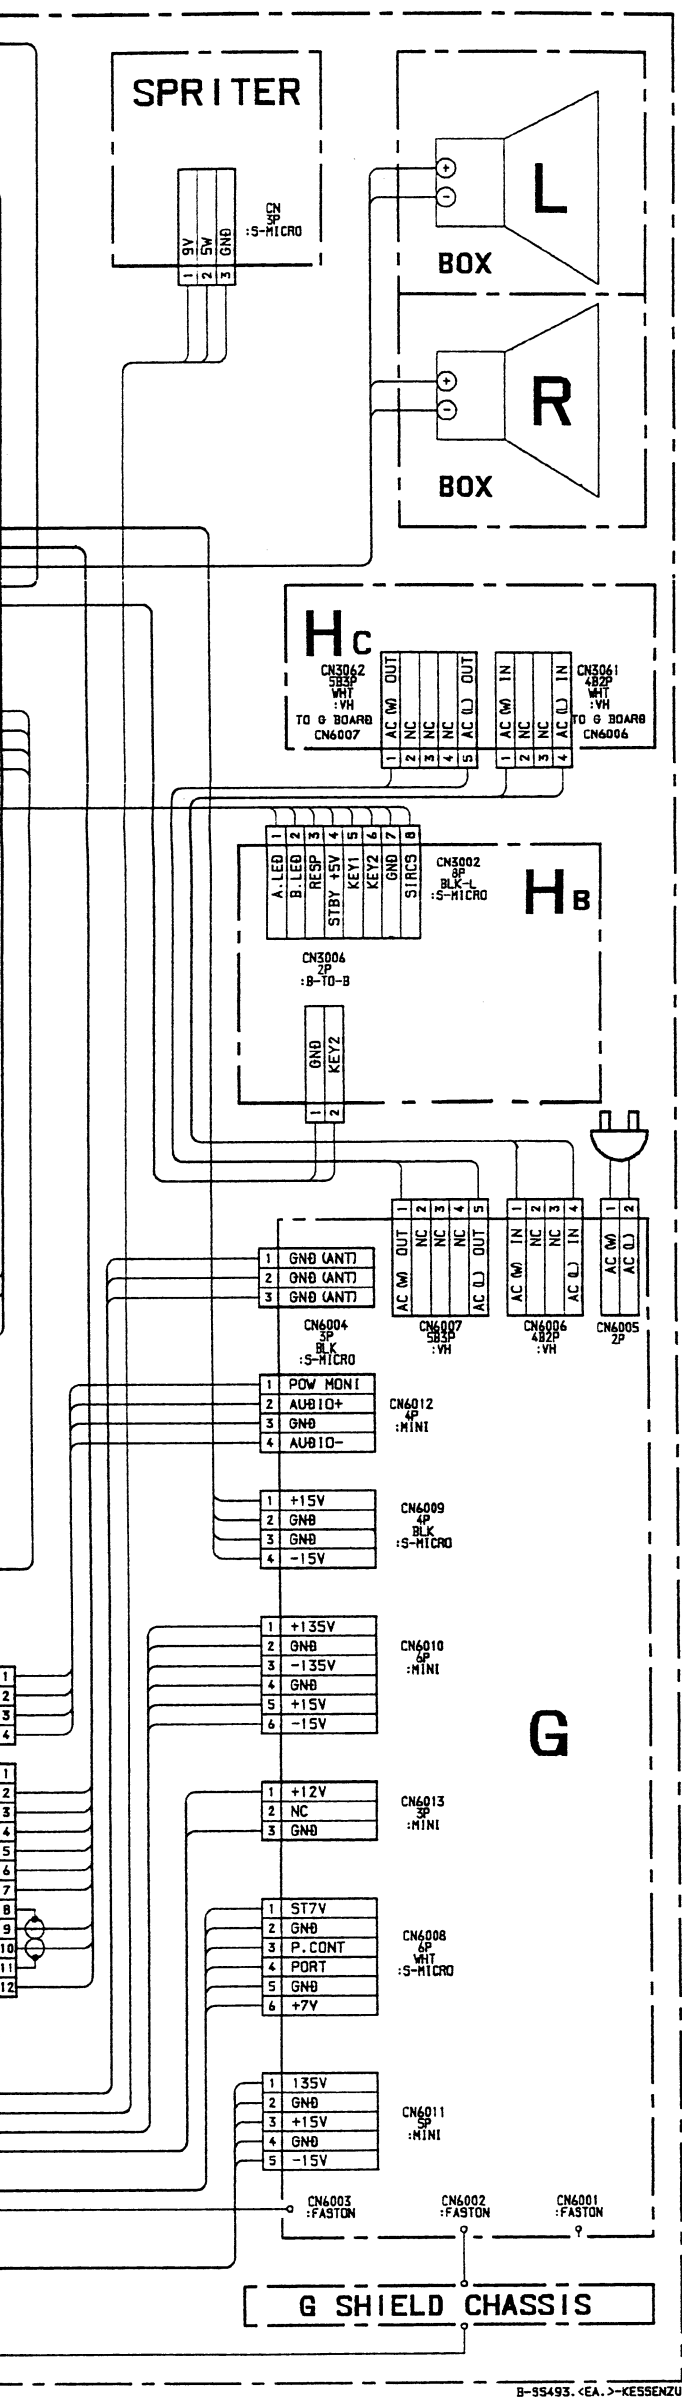 SPRITER
CN
3P
:S-MICRO
9V
5W
GND
1
2
3
+
-
L
BOX
+
-
R
BOX
HC
CN3062
5B3P
WHT
:VH
TO G BOARD
CN6007
AC (W) OUT
NC
NC
NC
AC (L) OUT
1
2
3
4
5
AC (W) IN
NC
NC
AC (L) IN
1
2
3
4
CN3061
4B2P
WHT
:VH
TO G BOARD
CN6006
1
2
3
4
5
6
7
8
A.LED
B.LED
RESP
STBY +5V
KEY1
KEY2
GND
SIRCS
CN3002
8P
BLK-L
:S-MICRO
HB
CN3006
2P
:B-TO-B
GND
KEY2
1
2
1
2
3
4
5
AC (W) OUT
NC
NC
NC
AC (L) OUT
CN6007
5B3P
:VH
1
2
3
4
AC (W) IN
NC
NC
AC (L) IN
CN6006
4B2P
:VH
1
2
AC (W)
AC (L)
CN6005
2P
1 GND (ANT)
2 GND (ANT)
3 GND (ANT)
CN6004
3P
BLK
:S-MICRO
1 POW MONI
2 AUDIO+
3 GND
4 AUDIO-
CN6012
4P
:MINI
1 +15V
2 GND
3 GND
4 -15V
CN6009
4P
BLK
:S-MICRO
1 +135V
2 GND
3 -135V
4 GND
5 +15V
6 -15V
CN6010
6P
:MINI
G
1
2
3
4
1
2
3
4
5
6
7
8
9
10
11
12
1 +12V
2 NC
3 GND
CN6013
3P
:MINI
1 ST7V
2 GND
3 P.CONT
4 PORT
5 GND
6 +7V
CN6008
6P
WHT
:S-MICRO
1 135V
2 GND
3 +15V
4 GND
5 -15V
CN6011
5P
:MINI
CN6003
:FASTON
CN6002
:FASTON
CN6001
:FASTON
G SHIELD CHASSIS
B-SS493.<EA.>-KESSENZU